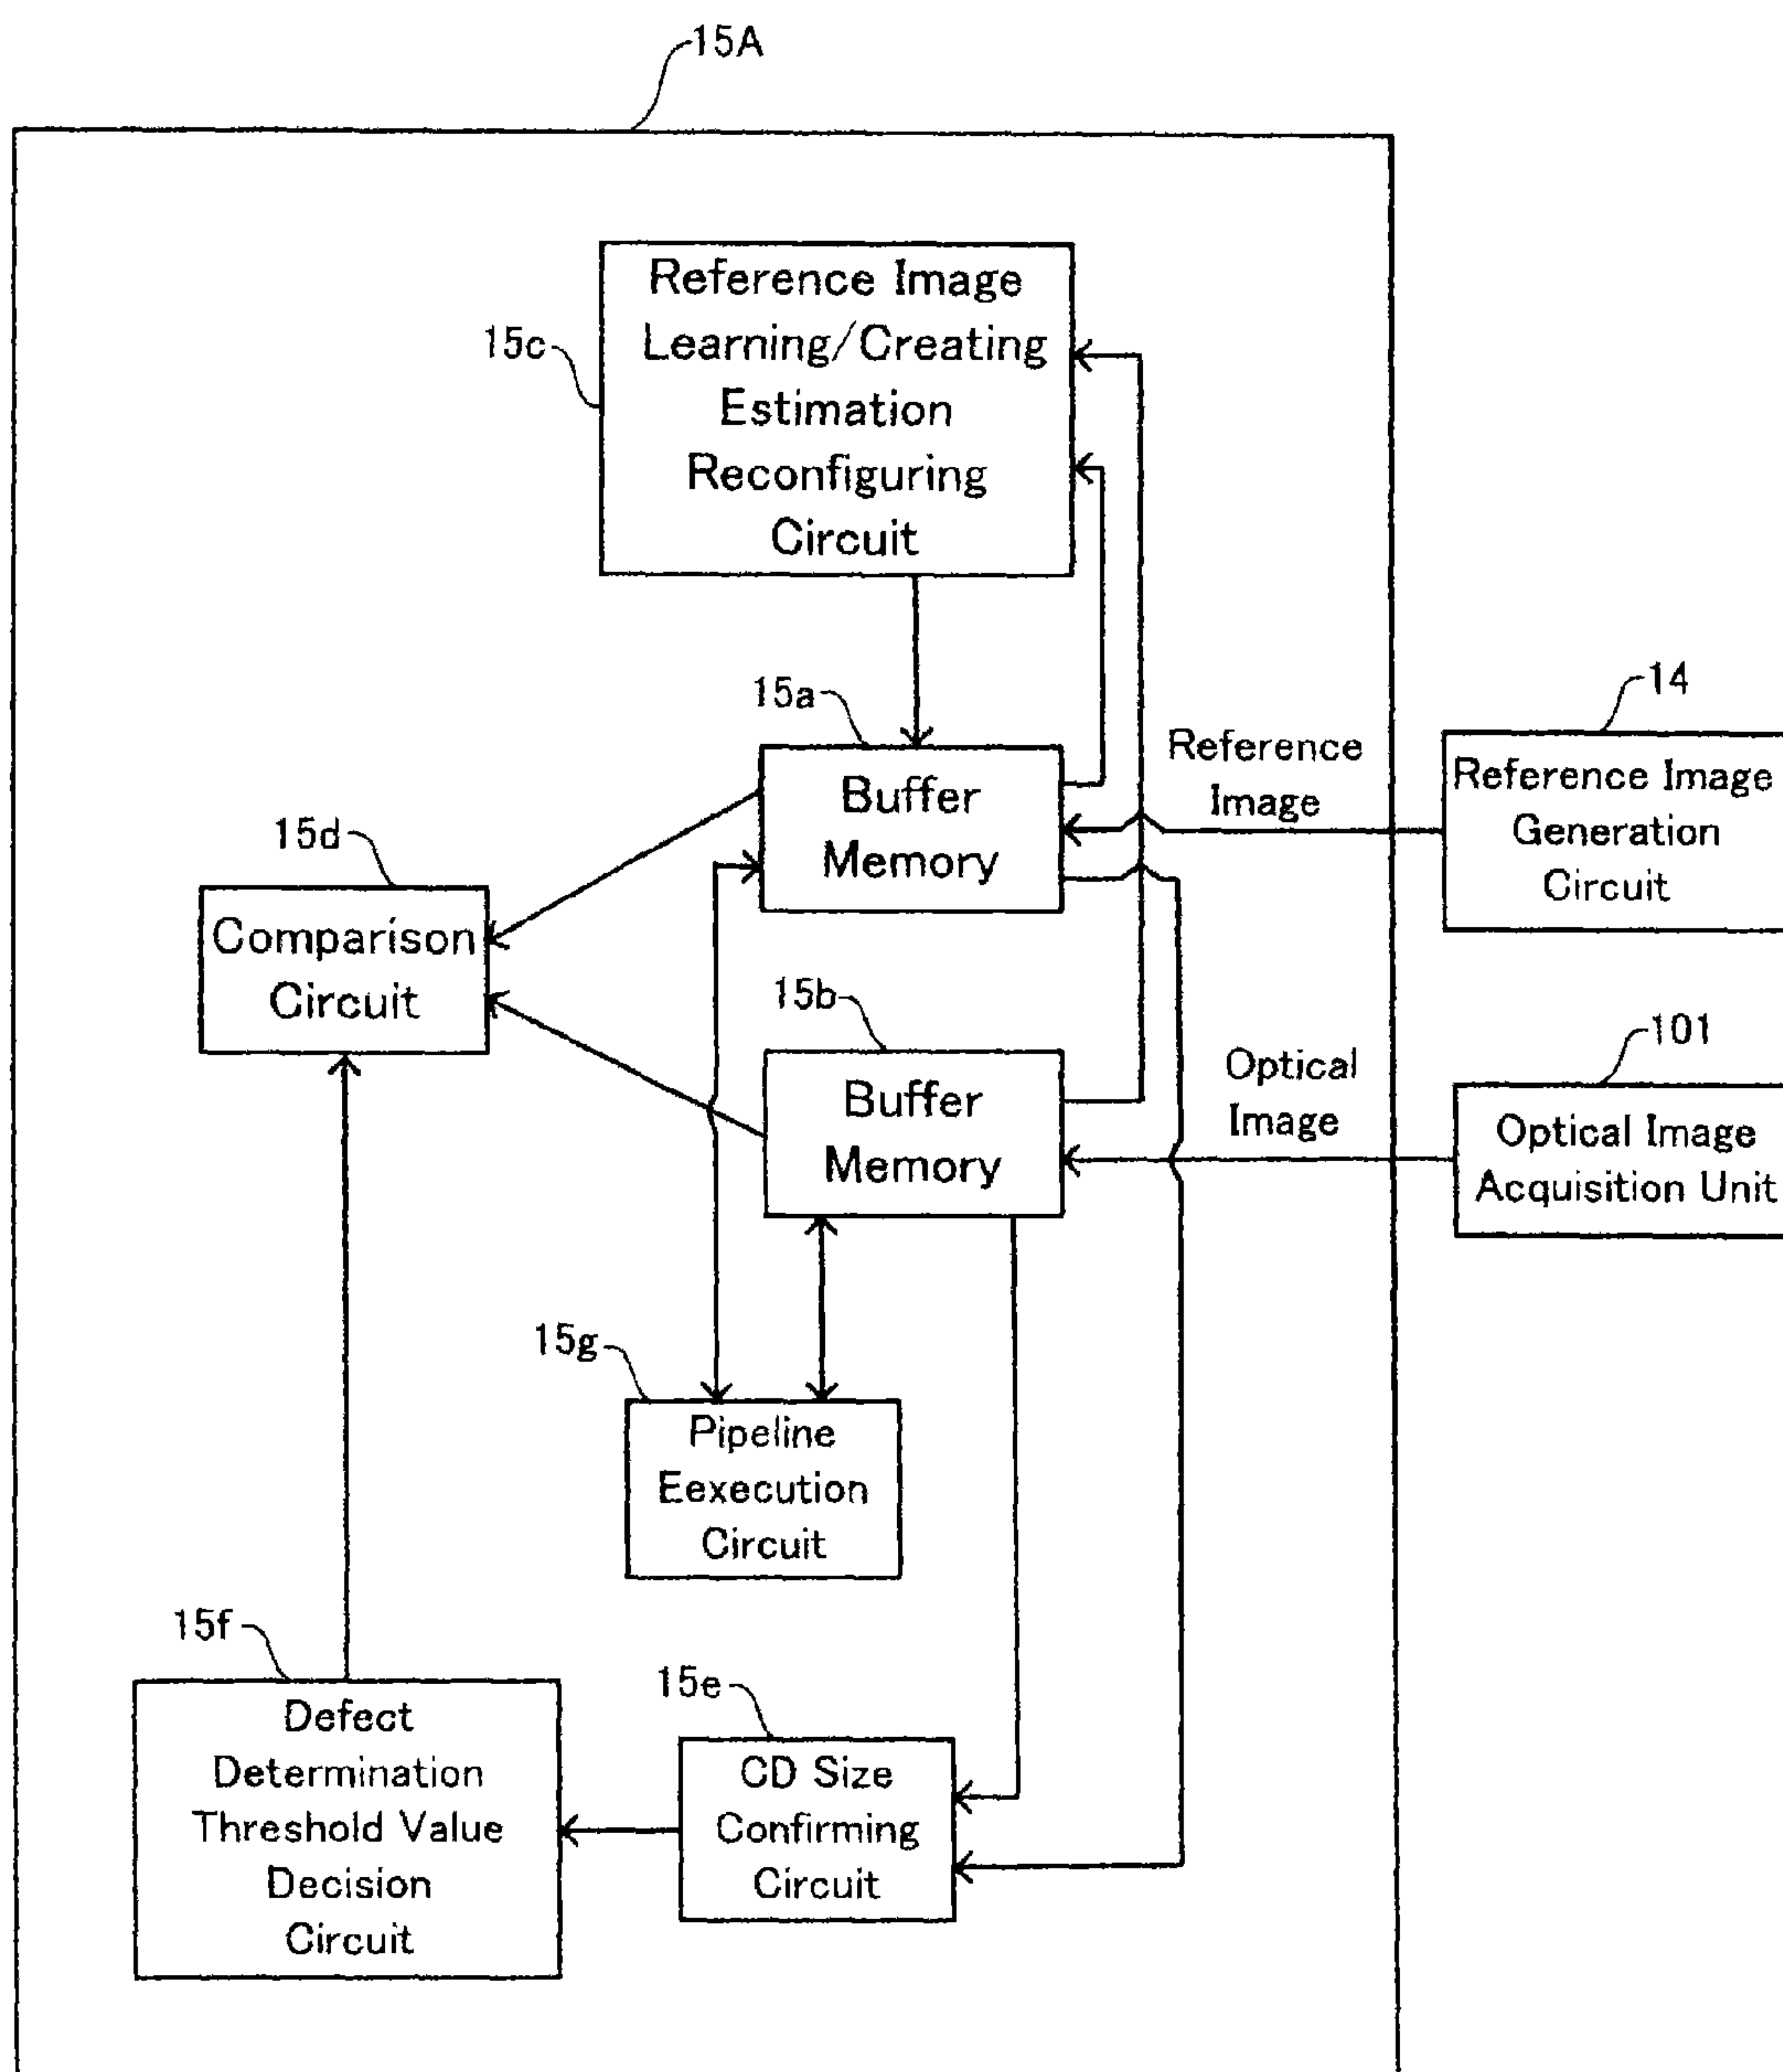 15A
Reference Image
Learning/Creating
Estimation
Reconfiguring
Circuit
15c
15a
Buffer
Memory
Reference
Image
14
Reference Image
Generation
Circuit
15d
Comparison
Circuit
15b
Buffer
Memory
Optical
Image
101
Optical Image
Acquisition Unit
15g
Pipeline
Eexecution
Circuit
15f
Defect
Determination
Threshold Value
Decision
Circuit
15e
CD Size
Confirming
Circuit